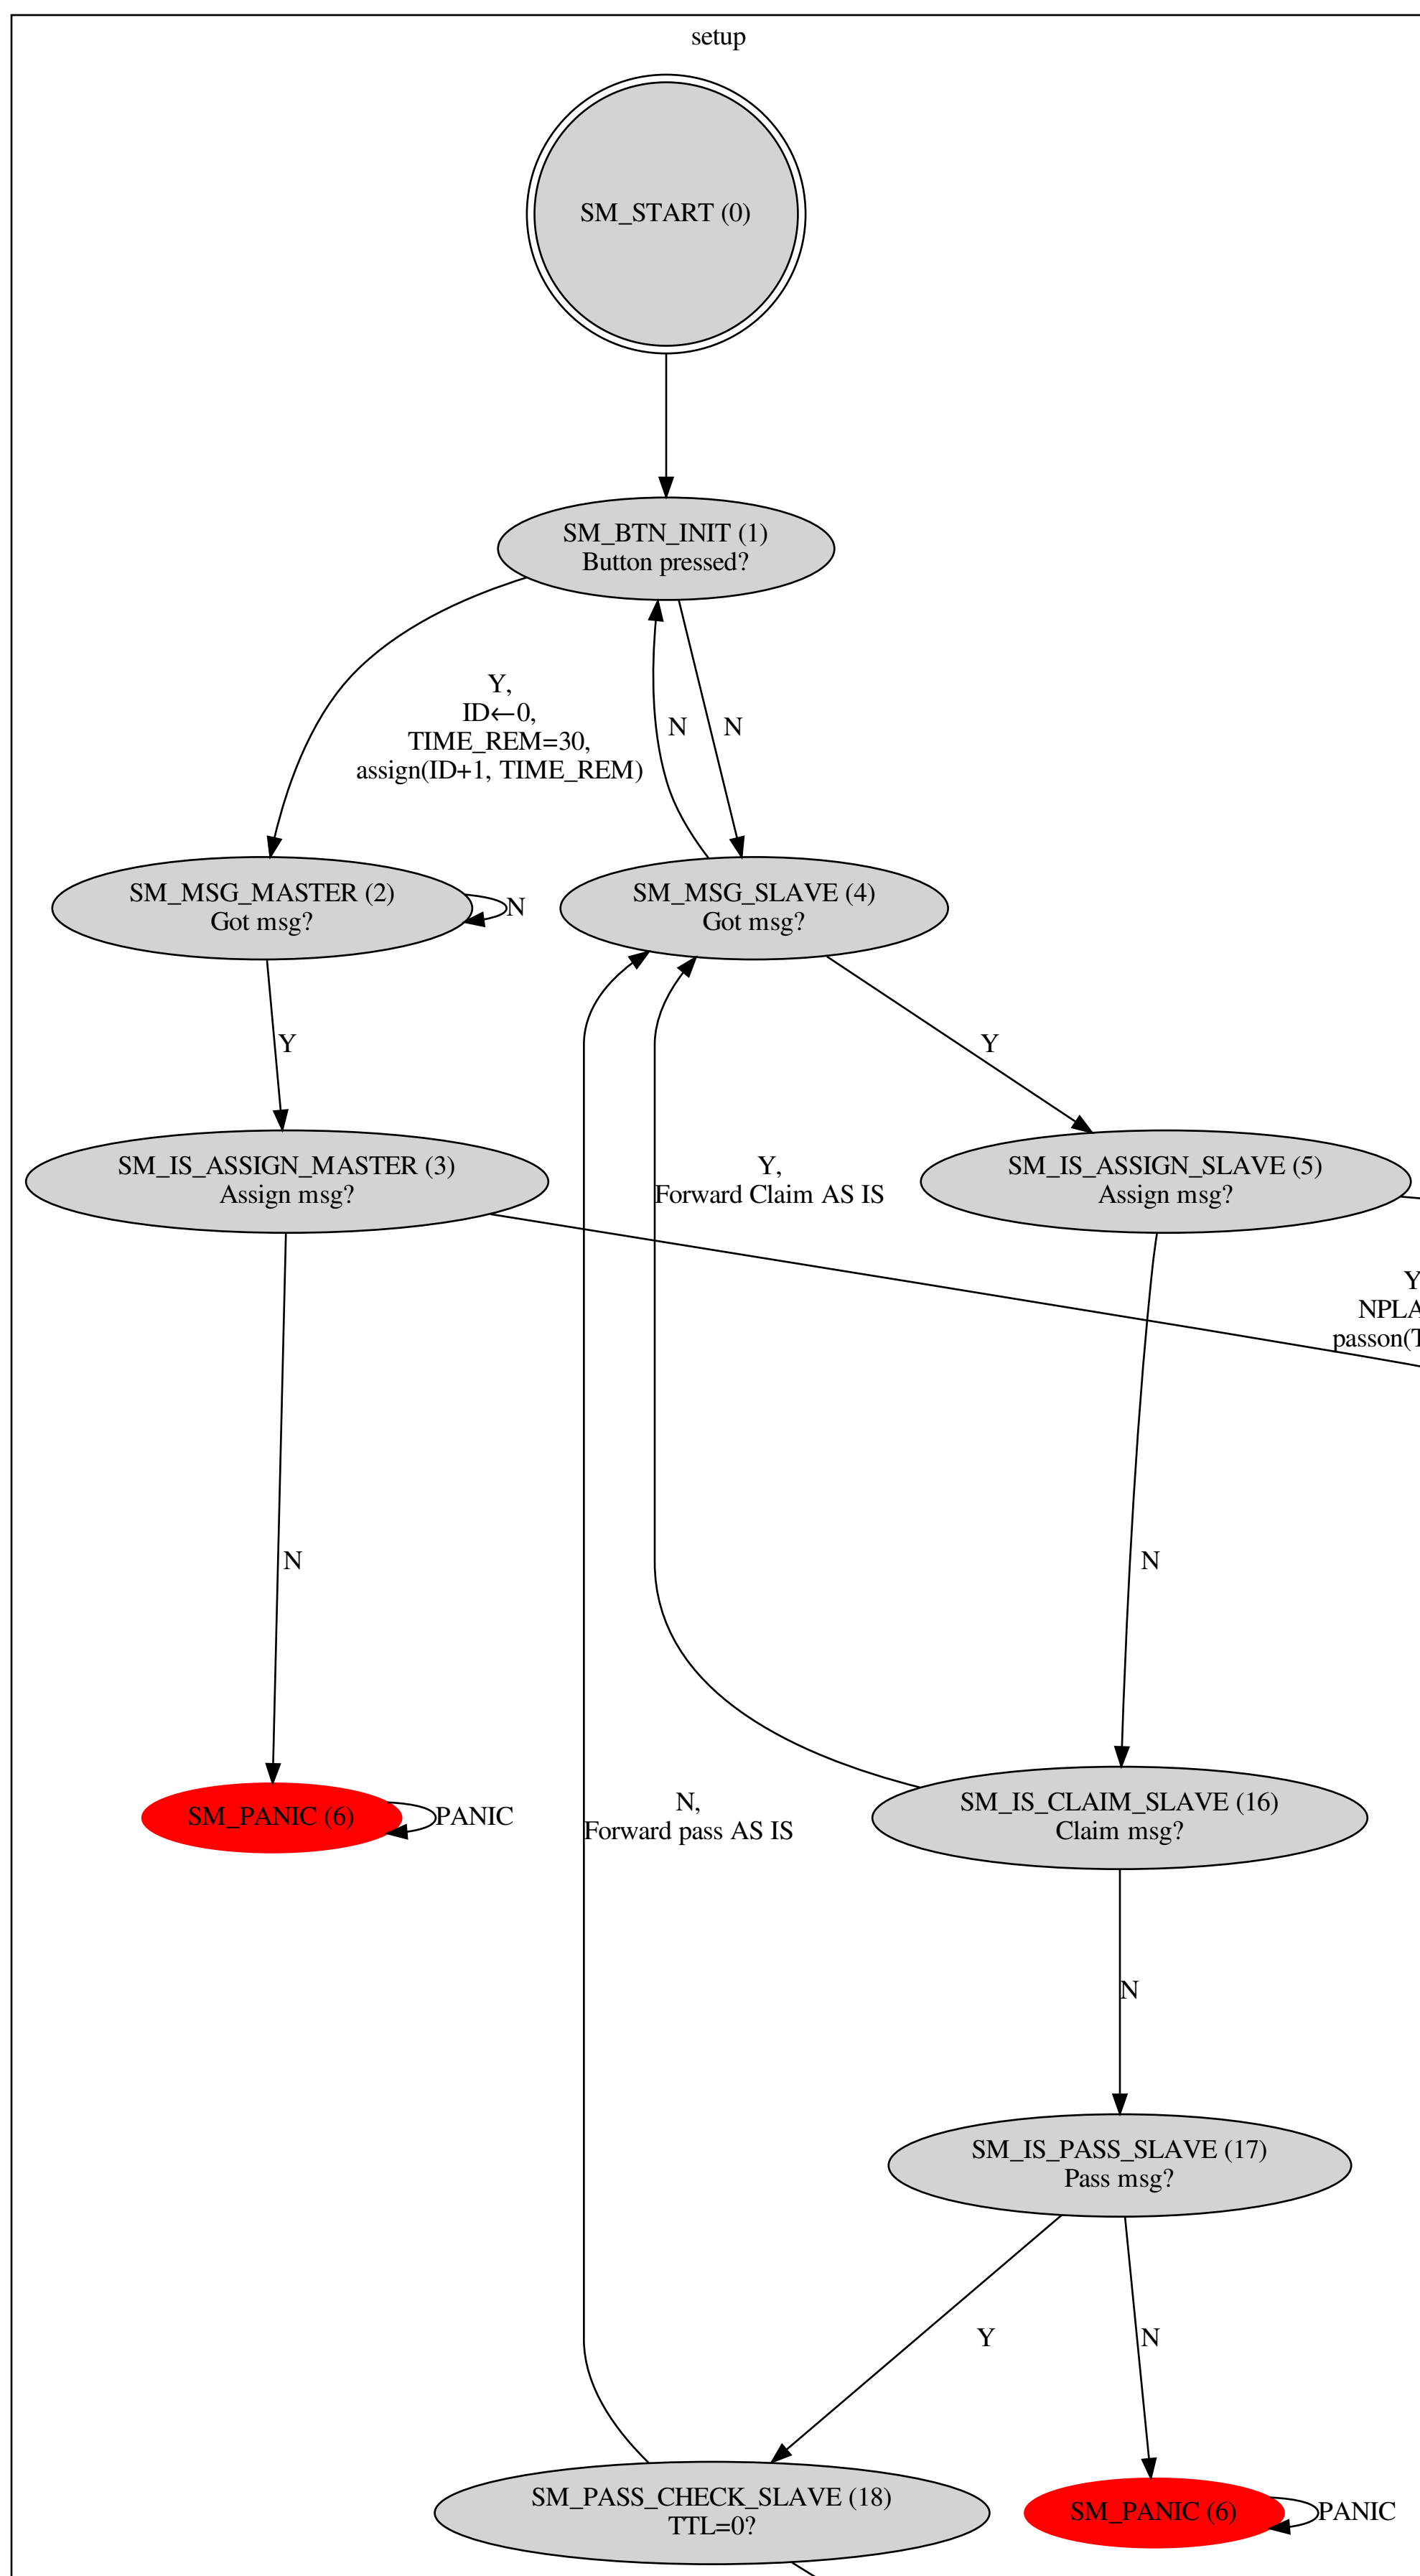 setup
SM_START (0)
SM_BTN_INIT (1)
Button pressed?
Y,
ID←0,
TIME_REM=30,
assign(ID+1, TIME_REM)
N
N
SM_MSG_MASTER (2)
Got msg?
N
SM_MSG_SLAVE (4)
Got msg?
Y
Y
SM_IS_ASSIGN_MASTER (3)
Assign msg?
Y,
Forward Claim AS IS
SM_IS_ASSIGN_SLAVE (5)
Assign msg?
Y
NPLA
passon(T
N
N
SM_PANIC (6)
PANIC
N,
Forward pass AS IS
SM_IS_CLAIM_SLAVE (16)
Claim msg?
N
SM_IS_PASS_SLAVE (17)
Pass msg?
Y
N
SM_PASS_CHECK_SLAVE (18)
TTL=0?
SM_PANIC (6)
PANIC